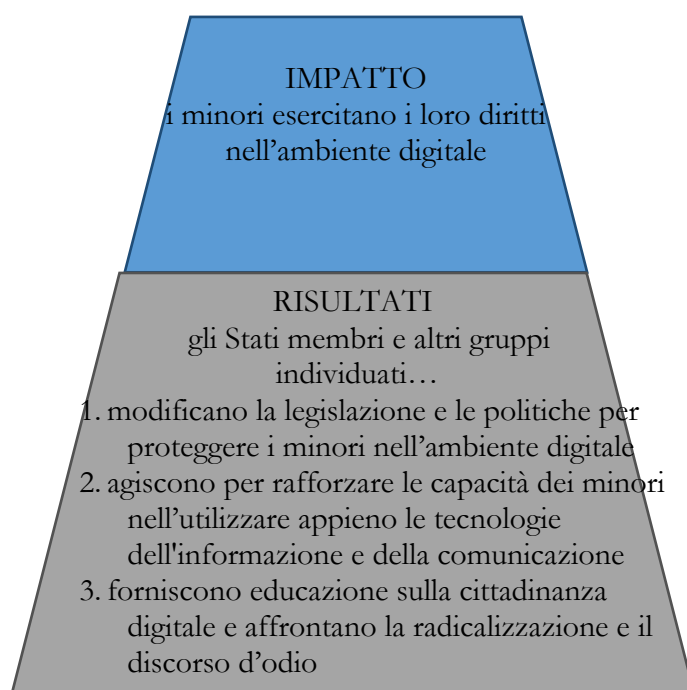 IMPATTO
i minori esercitano i loro diritti
nell’ambiente digitale
RISULTATI
gli Stati membri e altri gruppi
individuati…
1. modificano la legislazione e le politiche per
proteggere i minori nell’ambiente digitale
2. agiscono per rafforzare le capacità dei minori
nell’utilizzare appieno le tecnologie
dell'informazione e della comunicazione
3. forniscono educazione sulla cittadinanza
digitale e affrontano la radicalizzazione e il
discorso d’odio